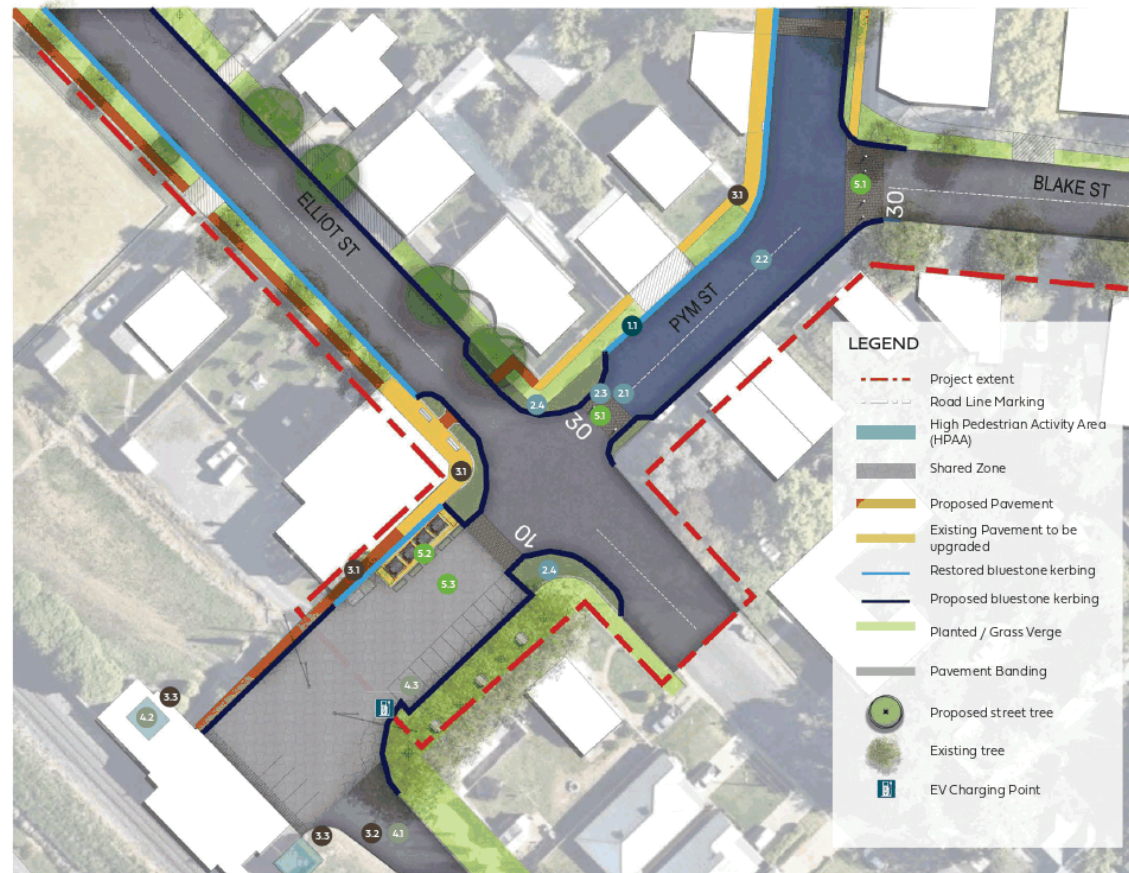 ELLIOT ST
BLAKE ST
5.1
30
3.1
2.2
PYM ST
1.1
2.3
2.1
2.4
5.1
30
3.1
10
5.2
3.1
2.4
5.3
4.3
3.3
4.2
3.3
3.2
4.1
LEGEND
Project extent
Road Line Marking
High Pedestrian Activity Area
(HPAA)
Shared Zone
Proposed Pavement
Existing Pavement to be
upgraded
Restored bluestone kerbing
Proposed bluestone kerbing
Planted / Grass Verge
Pavement Banding
Proposed street tree
Existing tree
EV Charging Point